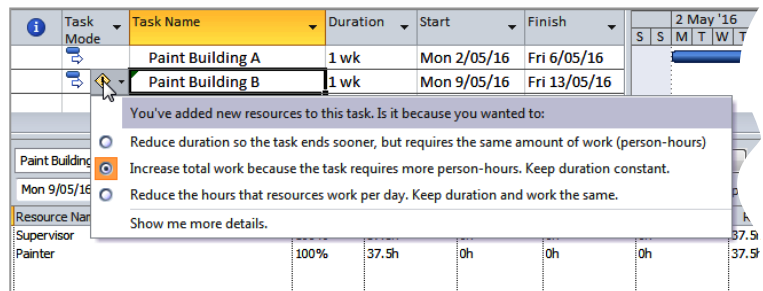 Task Mode Task Name Duration Start Finish 2 May '16
S S M T W T
Paint Building A 1 wk Mon 2/05/16 Fri 6/05/16
Paint Building B 1 wk Mon 9/05/16 Fri 13/05/16
You've added new resources to this task. Is it because you wanted to:
Reduce duration so the task ends sooner, but requires the same amount of work (person-hours)
Paint Building
Increase total work because the task requires more person-hours. Keep duration constant.
Mon 9/05/16
Reduce the hours that resources work per day. Keep duration and work the same.
Resource Nar
Show me more details.
Supervisor 37.5h
Painter 100% 37.5h 0h 0h 0h 37.5h